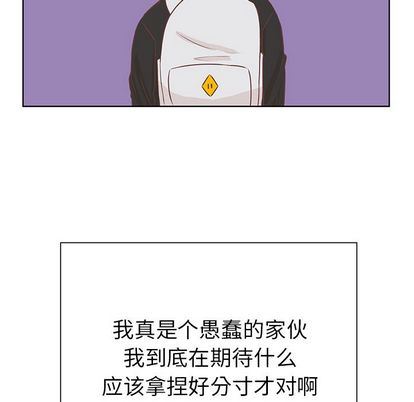 我真是个愚蠢的家伙
我到底在期待什么
应该拿捏好分寸才对啊